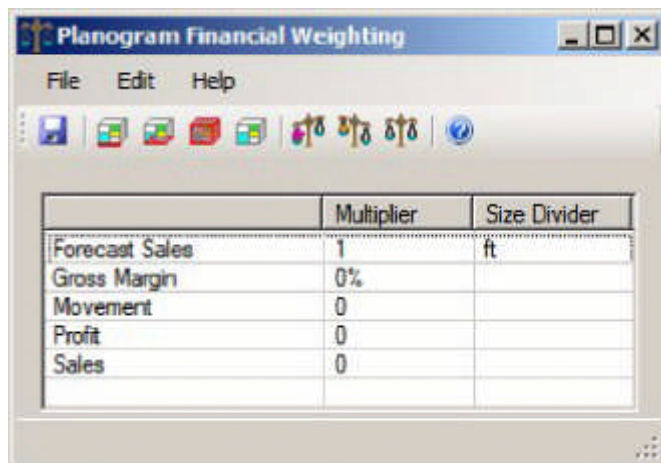 Planogram Financial Weighting
File Edit Help
Multiplier Size Divider
Forecast Sales 1 ft
Gross Margin 0%
Movement 0
Profit 0
Sales 0